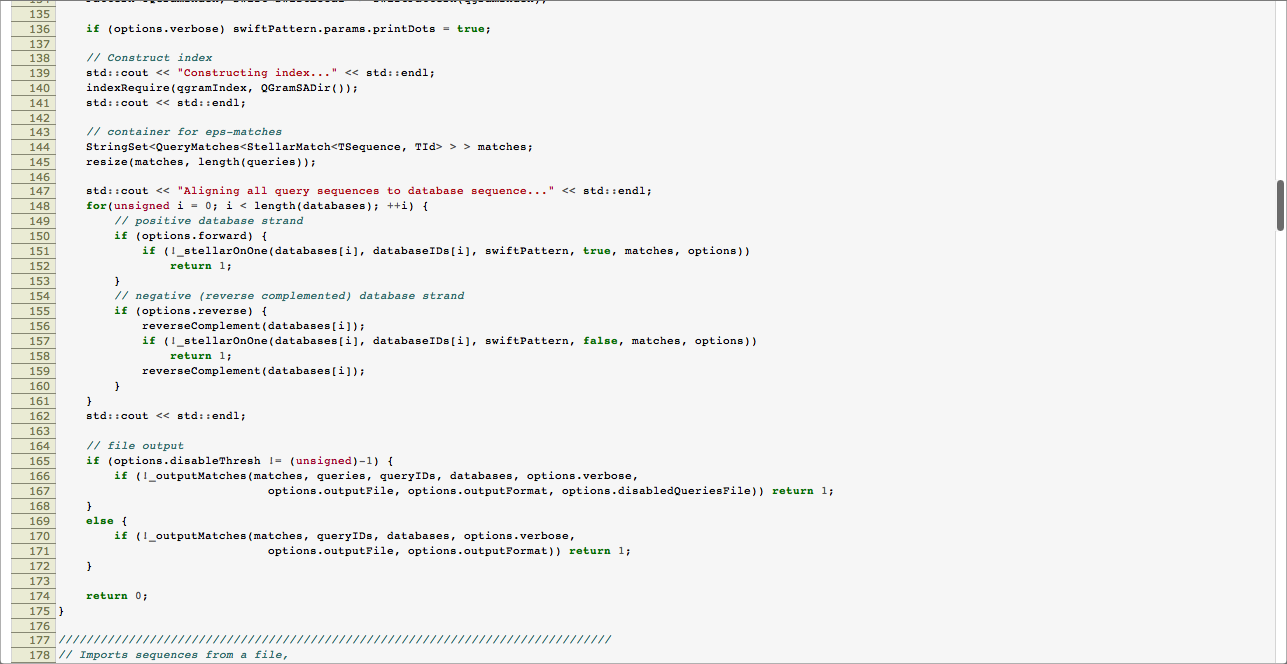 135
136     if (options.verbose) swiftPattern.params.printDots = true;
137
138     // Construct index
139     std::cout << "Constructing index..." << std::endl;
140     indexRequire(qgramIndex, QGramSADir());
141     std::cout << std::endl;
142
143     // container for eps-matches
144     StringSet<QueryMatches<StellarMatch<TSequence, TId> > > matches;
145     resize(matches, length(queries));
146
147     std::cout << "Aligning all query sequences to database sequence..." << std::endl;
148     for(unsigned i = 0; i < length(databases); ++i) {
149         // positive database strand
150         if (options.forward) {
151             if (!_stellarOnOne(databases[i], databaseIDs[i], swiftPattern, true, matches, options))
152                 return 1;
153         }
154         // negative (reverse complemented) database strand
155         if (options.reverse) {
156             reverseComplement(databases[i]);
157             if (!_stellarOnOne(databases[i], databaseIDs[i], swiftPattern, false, matches, options))
158                 return 1;
159             reverseComplement(databases[i]);
160         }
161     }
162     std::cout << std::endl;
163
164     // file output
165     if (options.disableThresh != (unsigned)-1) {
166         if (!_outputMatches(matches, queries, queryIDs, databases, options.verbose,
167                               options.outputFile, options.outputFormat, options.disabledQueriesFile)) return 1;
168     }
169     else {
170         if (!_outputMatches(matches, queryIDs, databases, options.verbose,
171                               options.outputFile, options.outputFormat)) return 1;
172     }
173
174     return 0;
175 }
176
177 ///////////////////////////////////////////////////////////////////////////////
178 // Imports sequences from a file,